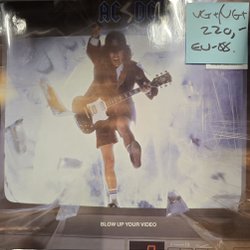 AC⚡DC
VG+/VG+
220,-
EU-88.
BLOW UP YOUR VIDEO